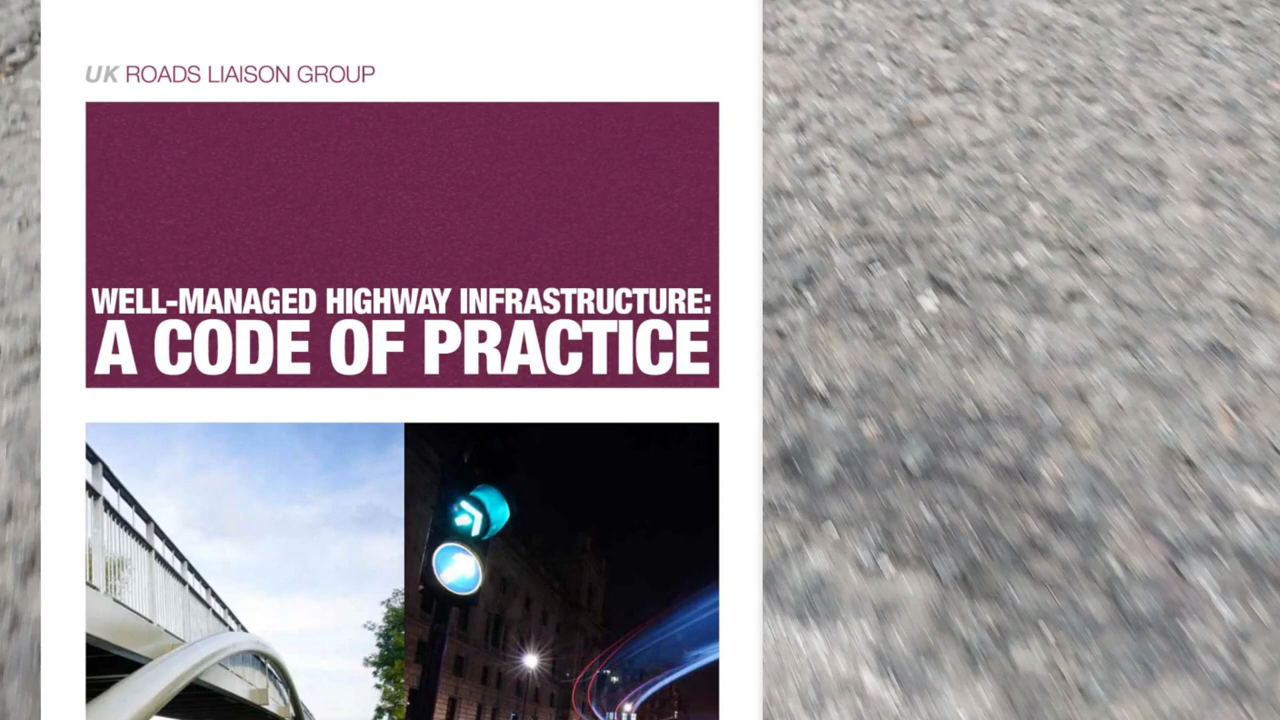 UK ROADS LIAISON GROUP
WELL-MANAGED HIGHWAY INFRASTRUCTURE:
A CODE OF PRACTICE